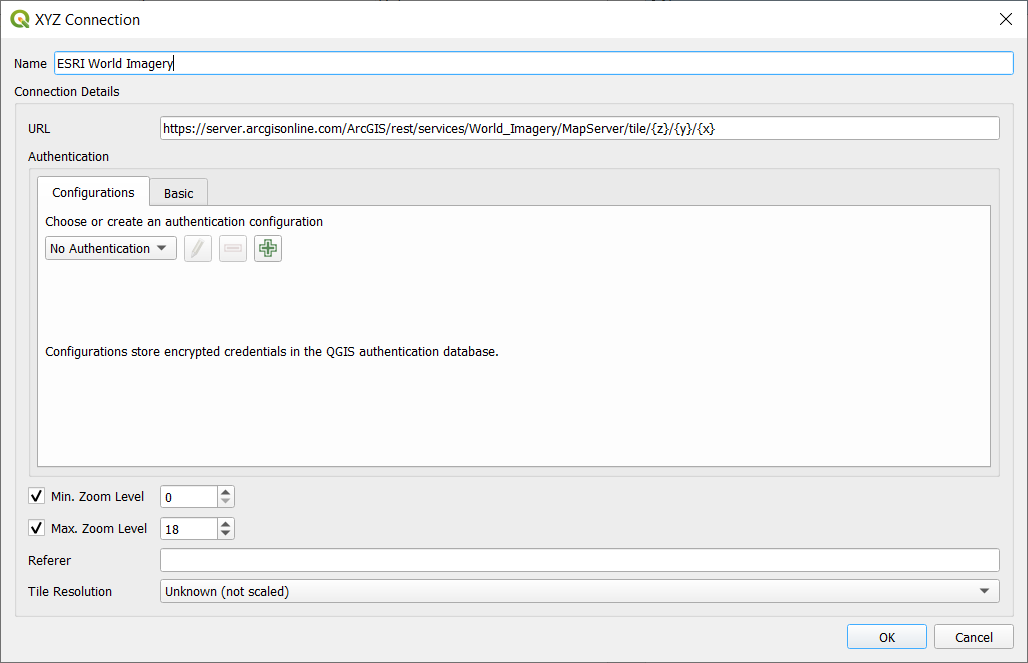 XYZ Connection
Name ESRI World Imagery
Connection Details
URL https://server.arcgisonline.com/ArcGIS/rest/services/World_Imagery/MapServer/tile/{z}/{y}/{x}
Authentication
Configurations Basic
Choose or create an authentication configuration
No Authentication
Configurations store encrypted credentials in the QGIS authentication database.
Min. Zoom Level 0
Max. Zoom Level 18
Referer
Tile Resolution Unknown (not scaled)
OK Cancel